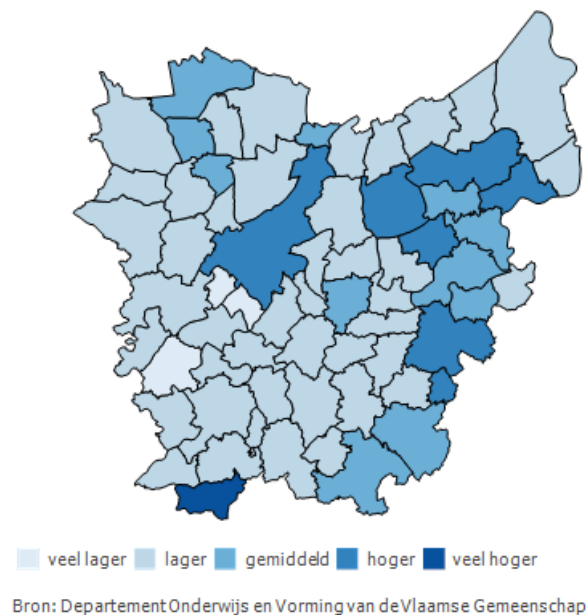 veel lager lager gemiddeld hoger veel hoger
Bron: Departement Onderwijs en Vorming van de Vlaamse Gemeenschap